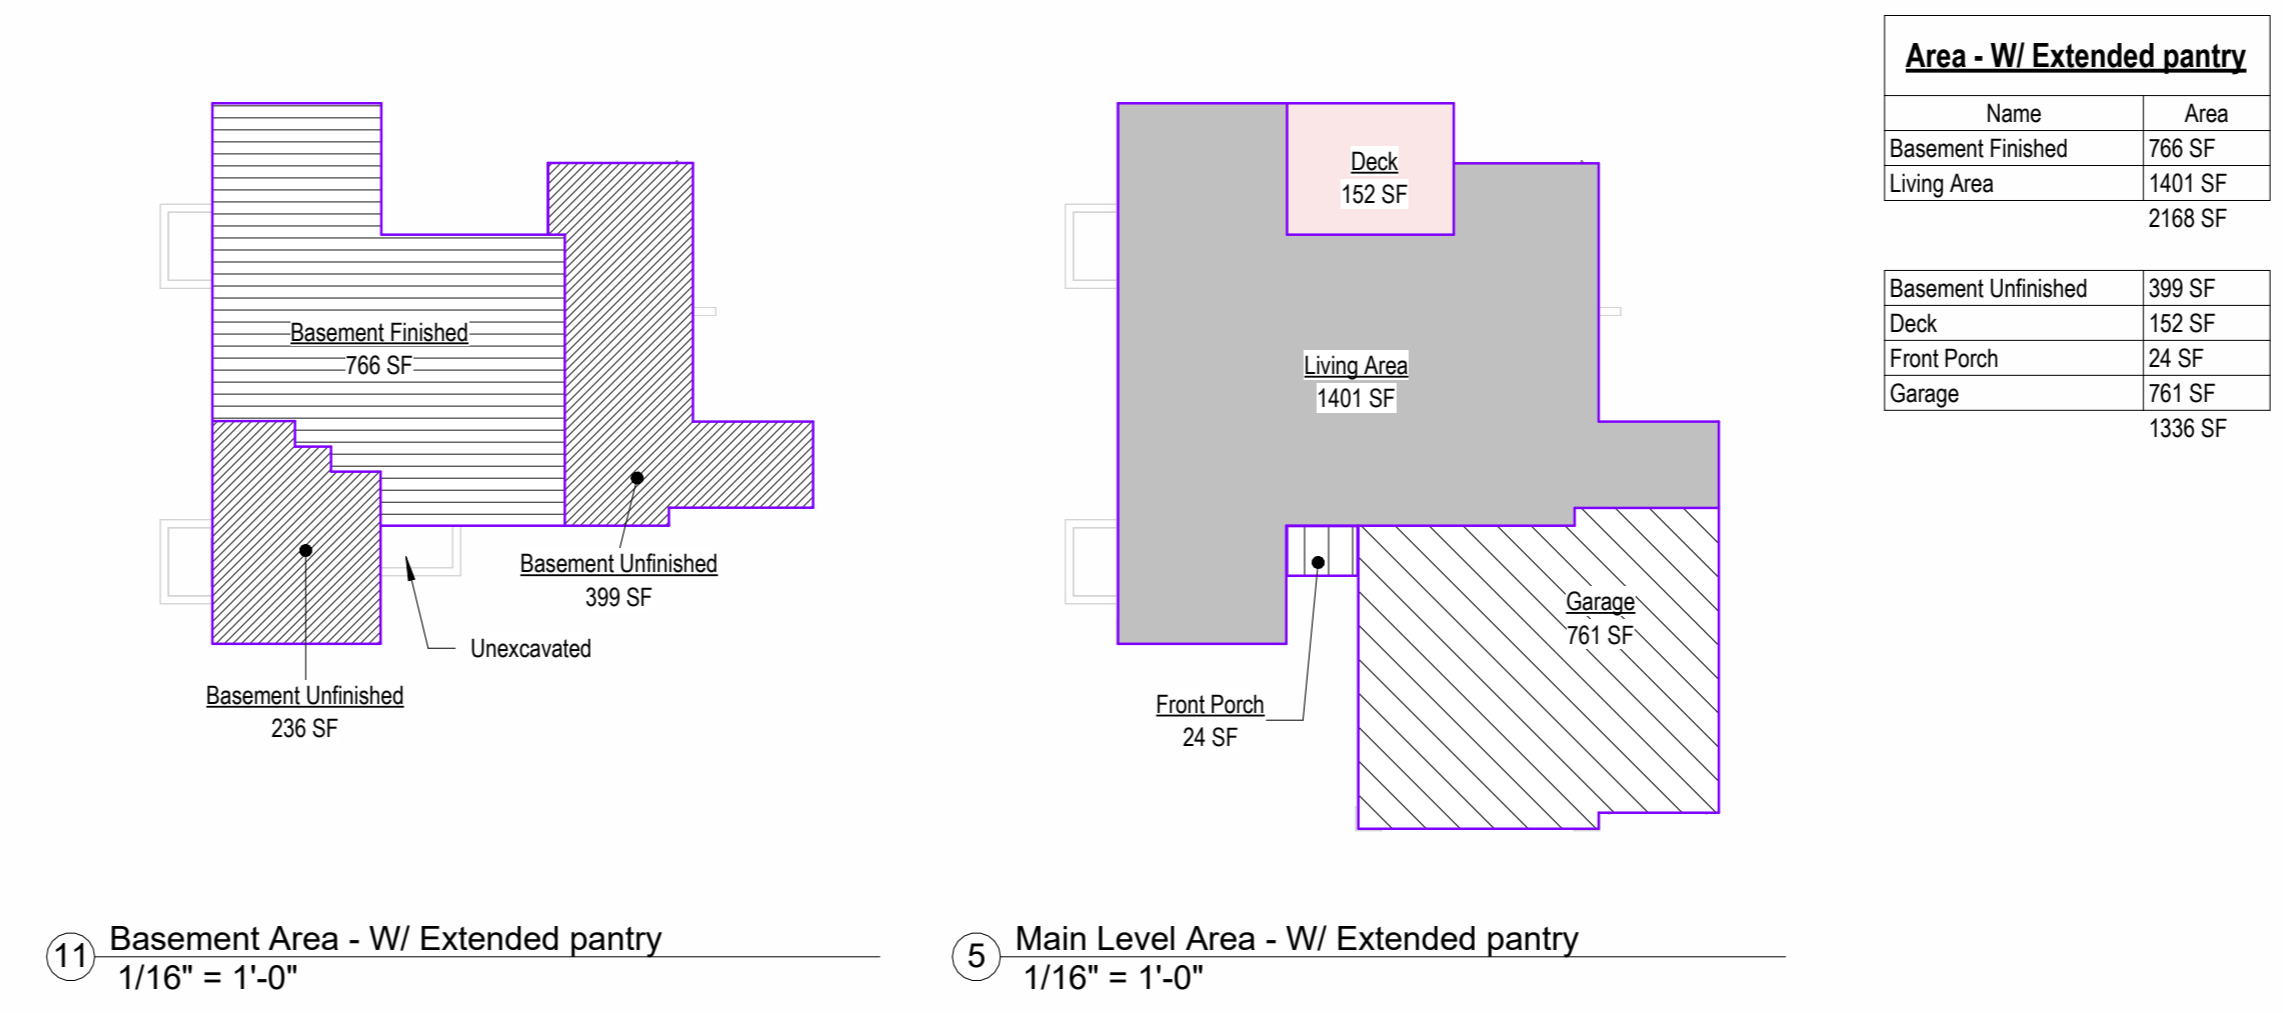 Area - W/ Extended pantry
Name Area
Basement Finished 766 SF
Living Area 1401 SF
2168 SF
Basement Unfinished 399 SF
Deck 152 SF
Front Porch 24 SF
Garage 761 SF
1336 SF
Basement Finished
766 SF
Basement Unfinished
399 SF
Unexcavated
Basement Unfinished
236 SF
11 Basement Area - W/ Extended pantry
1/16" = 1'-0"
Deck
152 SF
Living Area
1401 SF
Garage
761 SF
Front Porch
24 SF
5 Main Level Area - W/ Extended pantry
1/16" = 1'-0"